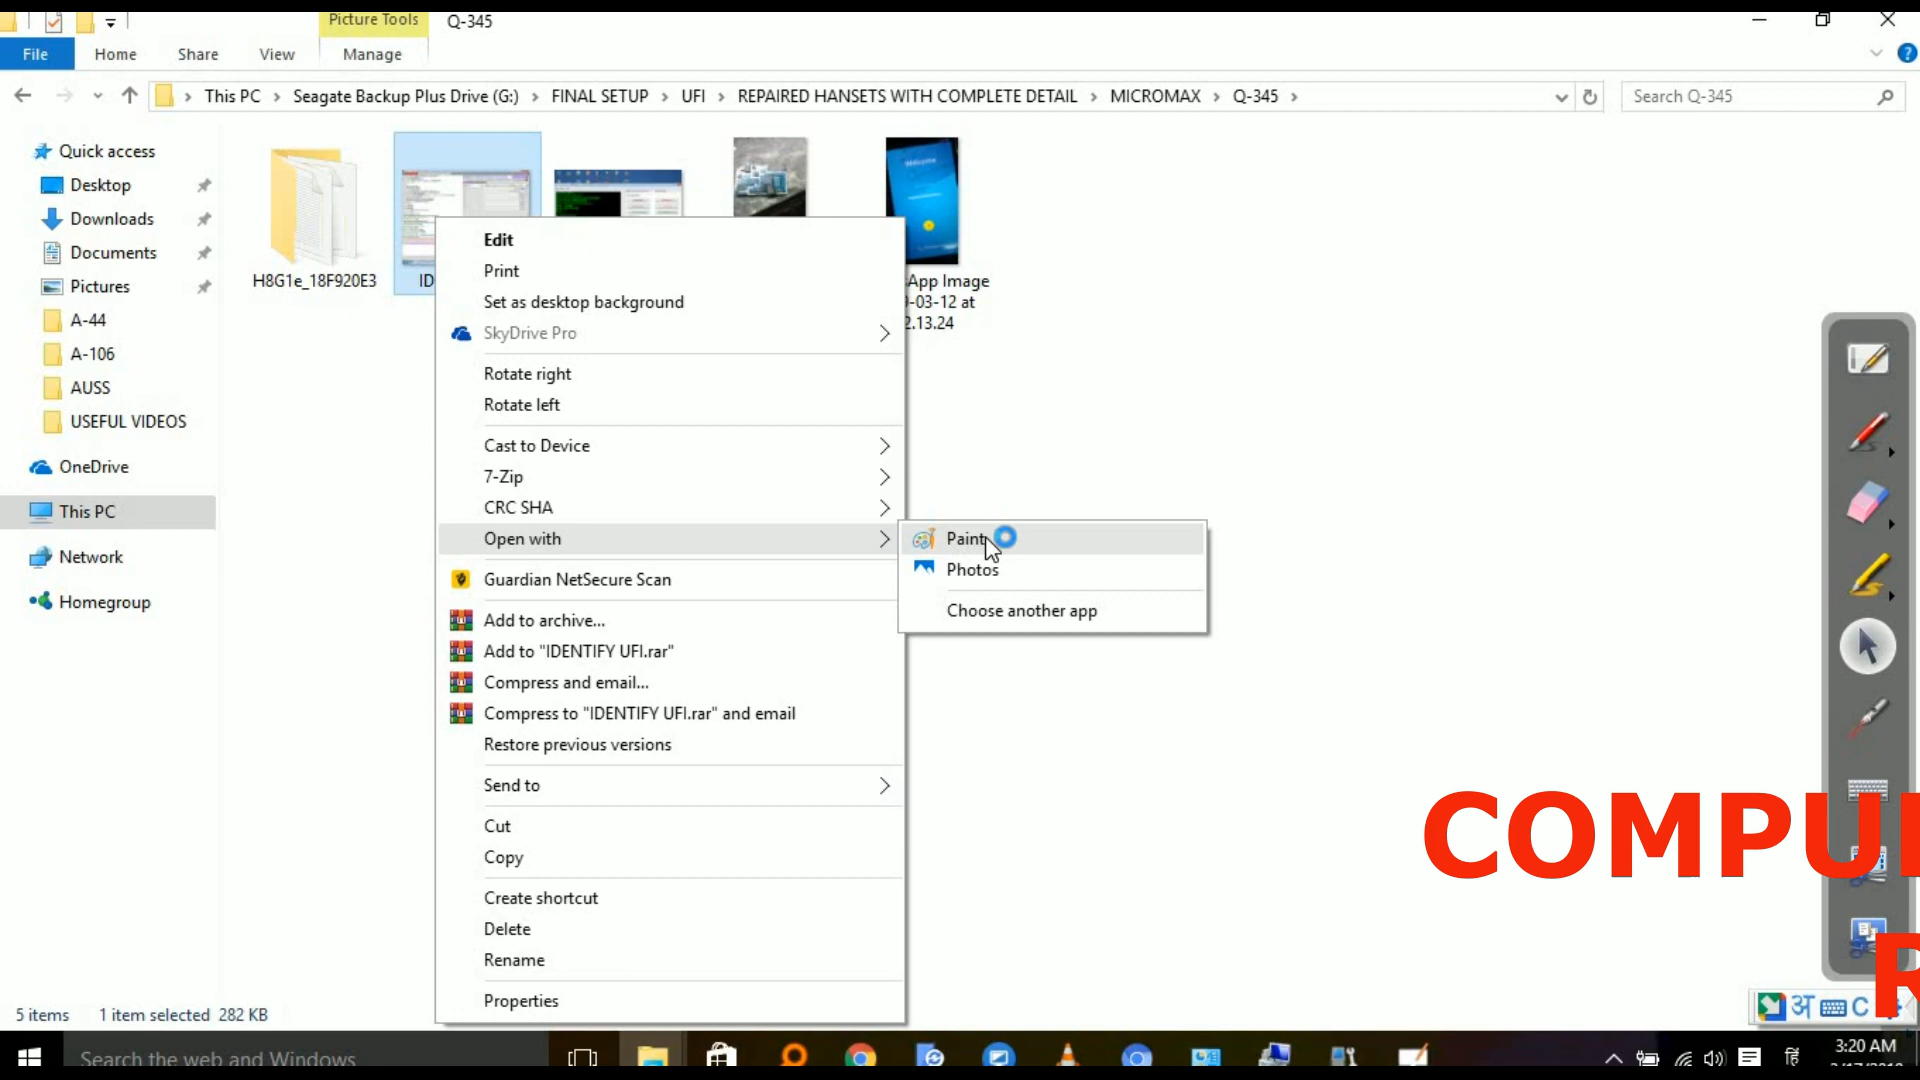 Picture Tools
Q-345
File
Home
Share
View
Manage
This PC
Seagate Backup Plus Drive (G:)
FINAL SETUP
UFI
REPAIRED HANSETS WITH COMPLETE DETAIL
MICROMAX
Q-345
Search Q-345
Quick access
Desktop
Downloads
Documents
Pictures
A-44
A-106
AUSS
USEFUL VIDEOS
OneDrive
This PC
Network
Homegroup
H8G1e_18F920E3
ID
App Image
-03-12 at
2.13.24
Edit
Print
Set as desktop background
SkyDrive Pro
Rotate right
Rotate left
Cast to Device
7-Zip
CRC SHA
Open with
Guardian NetSecure Scan
Add to archive...
Add to "IDENTIFY UFI.rar"
Compress and email...
Compress to "IDENTIFY UFI.rar" and email
Restore previous versions
Send to
Cut
Copy
Create shortcut
Delete
Rename
Properties
Paint
Photos
Choose another app
COMPU
R
5 items
1 item selected 282 KB
अ
C
Search the web and Windows
हिं
3:20 AM